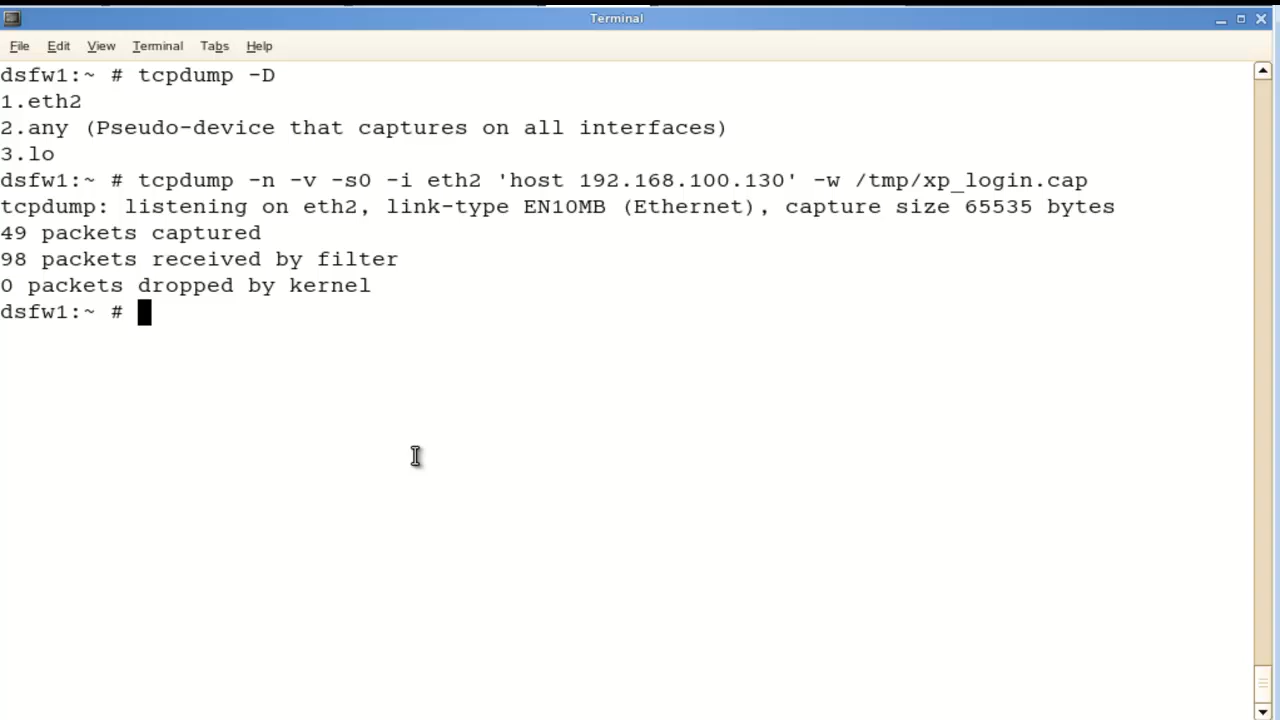 Terminal
File Edit View Terminal Tabs Help
dsfw1:~ # tcpdump -D
1.eth2
2.any (Pseudo-device that captures on all interfaces)
3.lo
dsfw1:~ # tcpdump -n -v -s0 -i eth2 'host 192.168.100.130' -w /tmp/xp_login.cap
tcpdump: listening on eth2, link-type EN10MB (Ethernet), capture size 65535 bytes
49 packets captured
98 packets received by filter
0 packets dropped by kernel
dsfw1:~ #